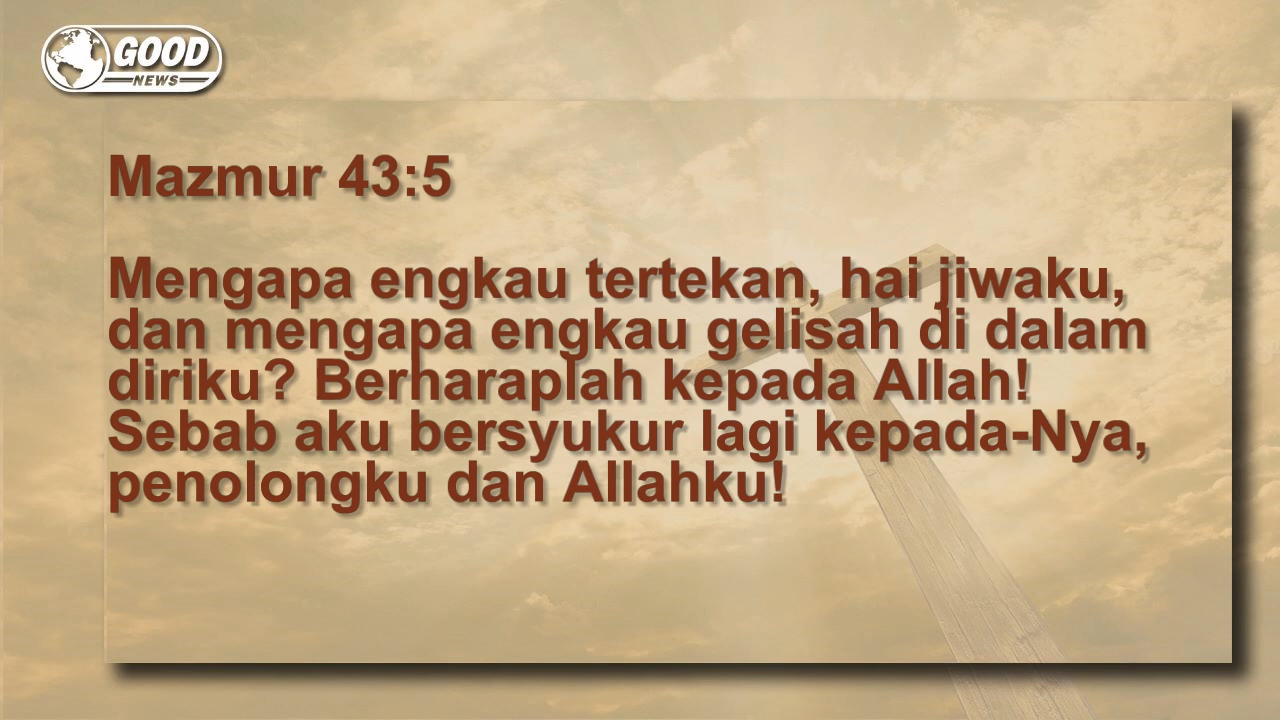 GOOD
NEWS
Mazmur 43:5
Mengapa engkau tertekan, hai jiwaku,
dan mengapa engkau gelisah di dalam
diriku? Berharaplah kepada Allah!
Sebab aku bersyukur lagi kepada-Nya,
penolongku dan Allahku!